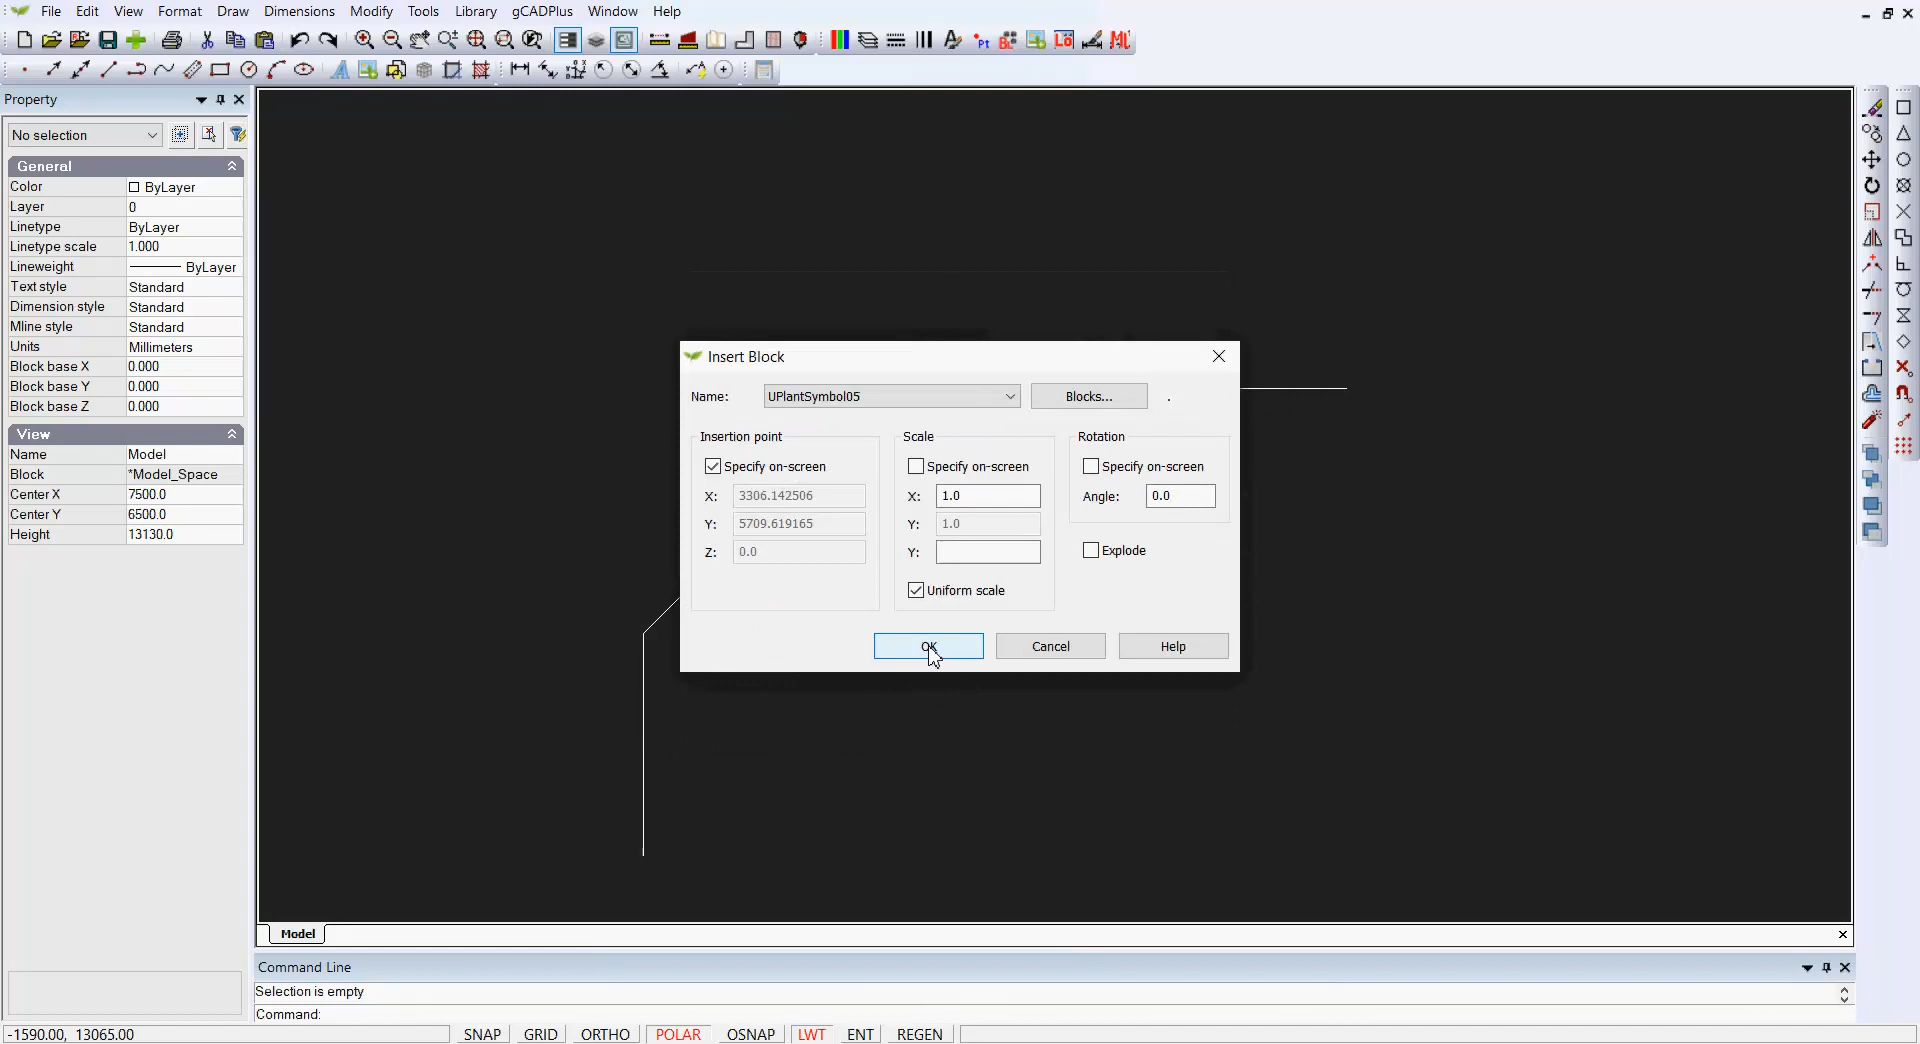 File Edit View Format Draw Dimensions Modify Tools Library gCADPlus Window Help
Property
No selection
General
Color ByLayer
Layer 0
Linetype ByLayer
Linetype scale 1.000
Lineweight ByLayer
Text style Standard
Dimension style Standard
Mline style Standard
Units Millimeters
Block base X 0.000
Block base Y 0.000
Block base Z 0.000
View
Name Model
Block *Model_Space
Center X 7500.0
Center Y 6500.0
Height 13130.0
Insert Block
Name: UPlantSymbol05 Blocks... .
Insertion point Scale Rotation
Specify on-screen Specify on-screen Specify on-screen
X: 3306.142506 X: 1.0 Angle: 0.0
Y: 5709.619165 Y: 1.0
Z: 0.0 Y: Explode
Uniform scale
OK Cancel Help
Model
Command Line
Selection is empty
Command:
-1590.00, 13065.00 SNAP GRID ORTHO POLAR OSNAP LWT ENT REGEN